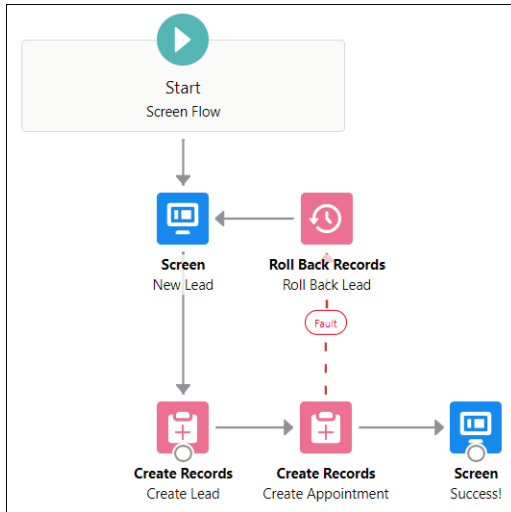 Start
Screen Flow
Screen
New Lead
Roll Back Records
Roll Back Lead
Fault
Create Records
Create Lead
Create Records
Create Appointment
Screen
Success!